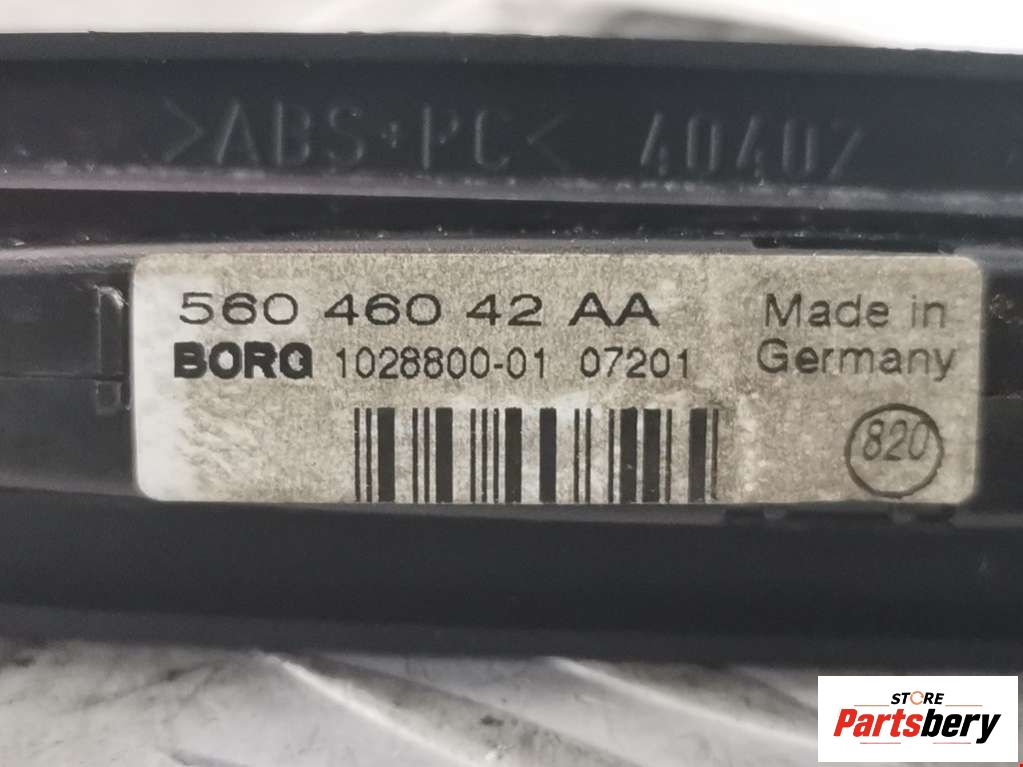 >ABS+PC< 40402
560 460 42 AA
BORG 1028800-01 07201
Made in
Germany
820
STORE
Partsbery